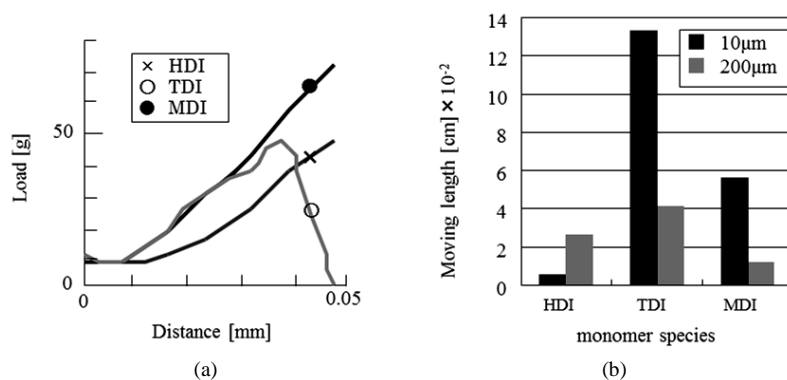 HDI
TDI
MDI
Load [g]
50
0
0
0.05
Distance [mm]
(a)
10μm
200μm
Moving length [cm] × 10-2
14
12
10
8
6
4
2
0
HDI
TDI
MDI
monomer species
(b)